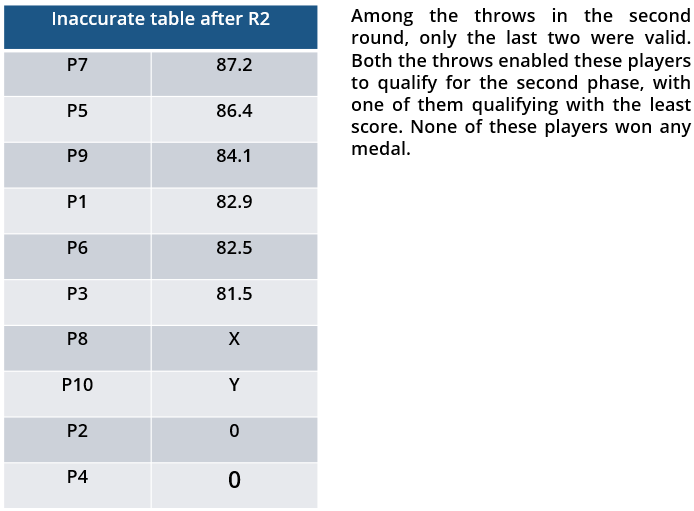 Inaccurate table after R2
P7 87.2
P5 86.4
P9 84.1
P1 82.9
P6 82.5
P3 81.5
P8 X
P10 Y
P2 0
P4 0
Among the throws in the second
round, only the last two were valid.
Both the throws enabled these players
to qualify for the second phase, with
one of them qualifying with the least
score. None of these players won any
medal.